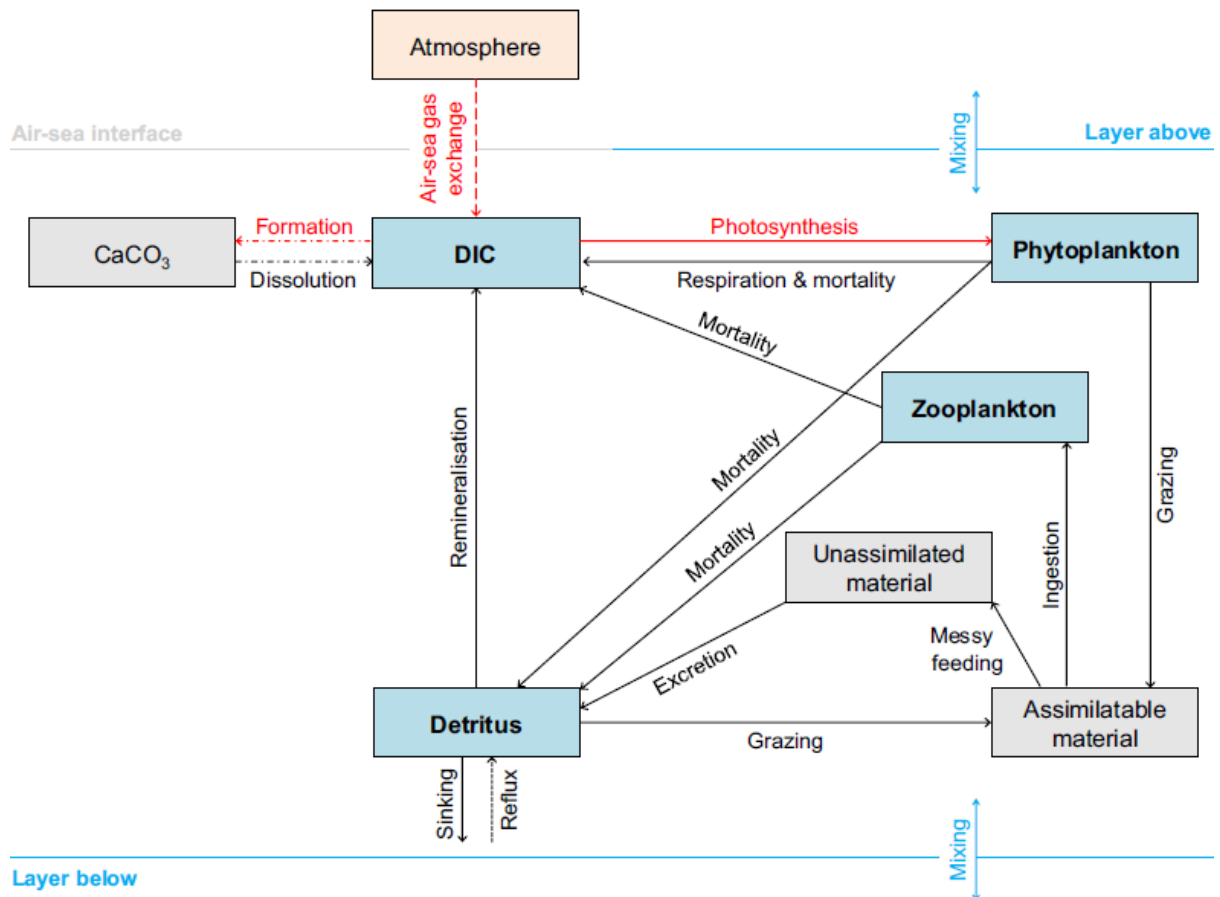 Atmosphere
Air-sea gas
exchange
Air-sea interface
Mixing
Layer above
CaCO₃
Formation
Dissolution
DIC
Photosynthesis
Respiration & mortality
Phytoplankton
Mortality
Zooplankton
Remineralisation
Mortality
Mortality
Grazing
Unassimilated
material
Ingestion
Messy
feeding
Excretion
Detritus
Grazing
Assimilatable
material
Sinking
Reflux
Mixing
Layer below